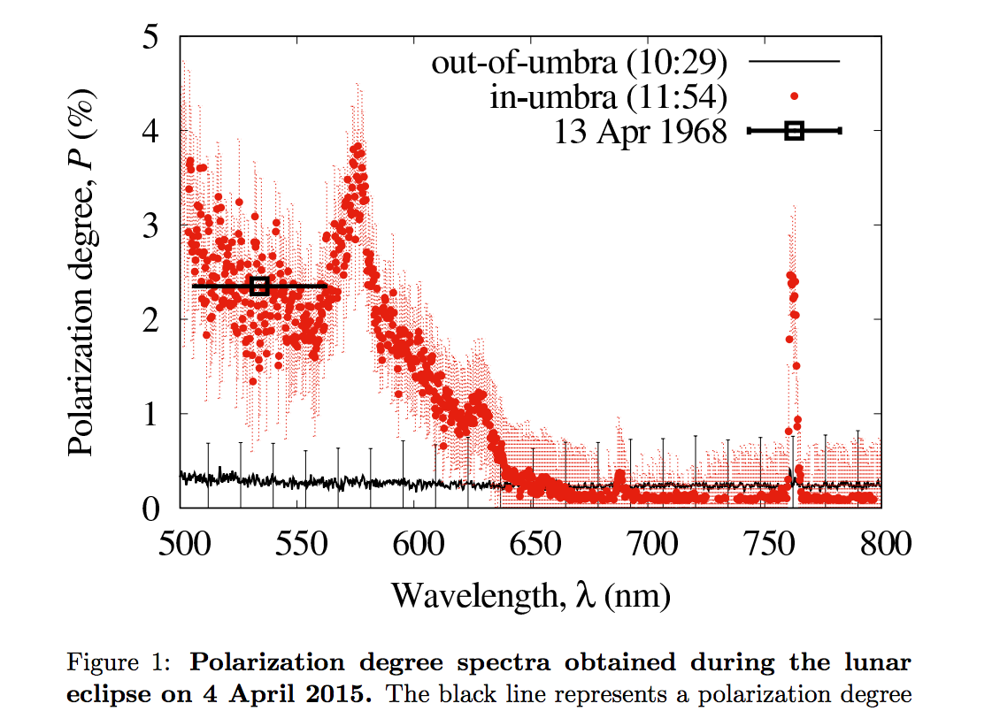 5
4
3
2
1
0
Polarization degree, P (%)
out-of-umbra (10:29)
in-umbra (11:54)
13 Apr 1968
500 550 600 650 700 750 800
Wavelength, λ (nm)
Figure 1: Polarization degree spectra obtained during the lunar
eclipse on 4 April 2015. The black line represents a polarization degree